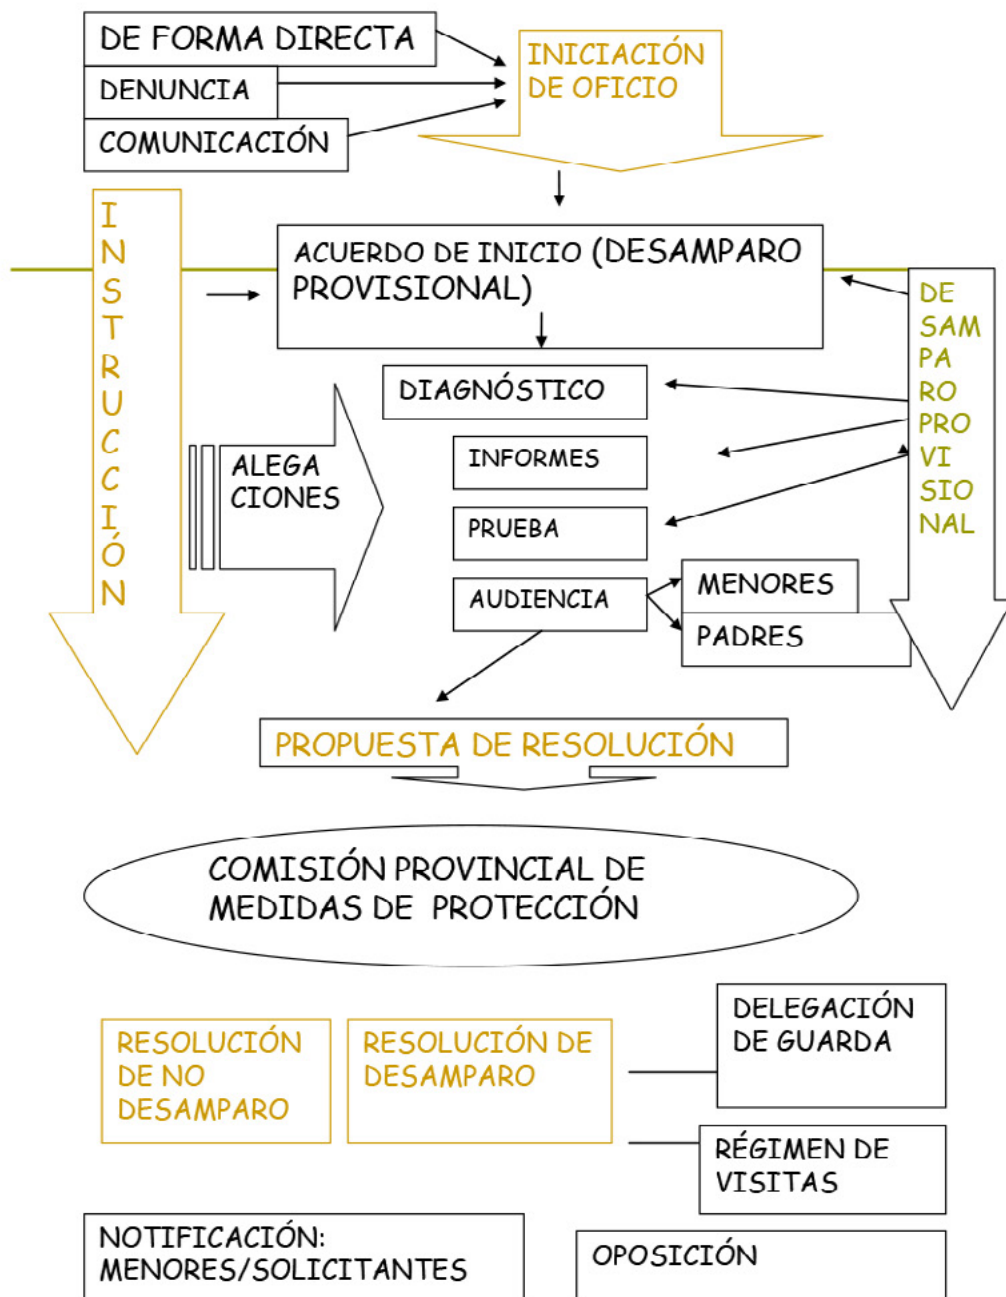 DE FORMA DIRECTA
DENUNCIA
COMUNICACIÓN
INICIACIÓN
DE OFICIO
INSTRUCCIÓN
ACUERDO DE INICIO (DESAMPARO
PROVISIONAL)
DE
SAM
PA
RO
PRO
VI
SIO
NAL
DIAGNÓSTICO
ALEGA
CIONES
INFORMES
PRUEBA
AUDIENCIA
MENORES
PADRES
PROPUESTA DE RESOLUCIÓN
COMISIÓN PROVINCIAL DE
MEDIDAS DE PROTECCIÓN
RESOLUCIÓN
DE NO
DESAMPARO
RESOLUCIÓN DE
DESAMPARO
DELEGACIÓN
DE GUARDA
RÉGIMEN DE
VISITAS
NOTIFICACIÓN:
MENORES/SOLICITANTES
OPOSICIÓN